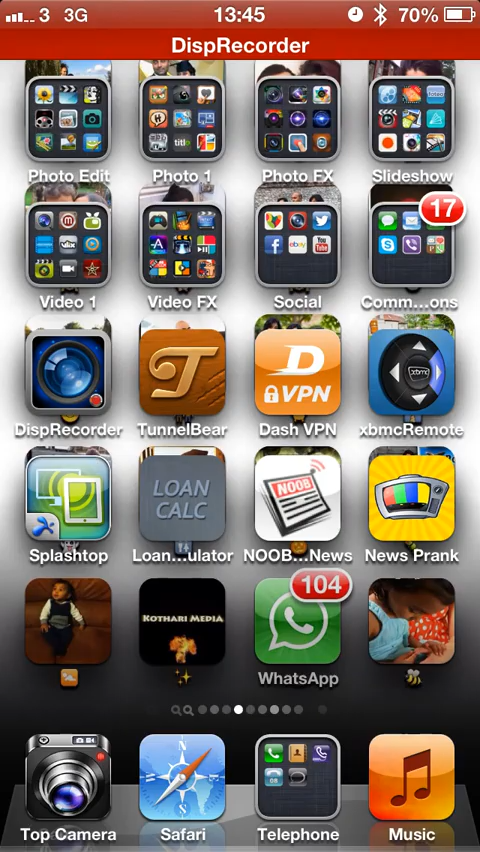 3 3G 13:45 70%
DispRecorder
Photo Edit Photo 1 Photo FX Slideshow
17
Video 1 Video FX Social Comm...ons
DispRecorder TunnelBear Dash VPN xbmcRemote
T D VPN xbmc
LOAN CALC NOOB
Splashtop Loan...ulator NOOB...News News Prank
KOTHARI MEDIA 104
WhatsApp
Top Camera Safari Telephone Music